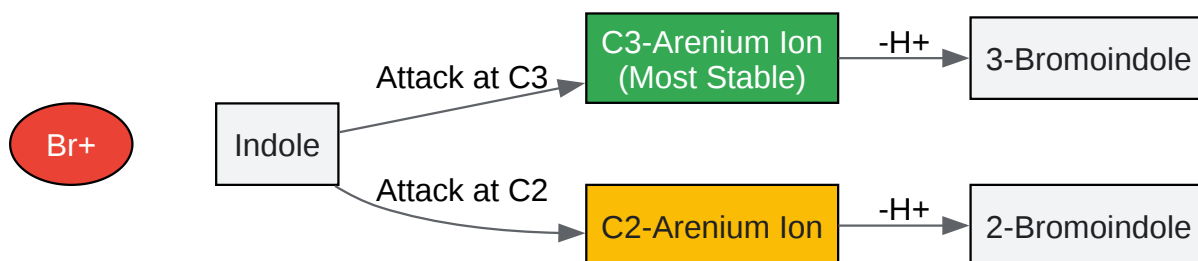 Br+
Indole
Attack at C3
Attack at C2
C3-Arenium Ion
(Most Stable)
C2-Arenium Ion
-H+
-H+
3-Bromoindole
2-Bromoindole